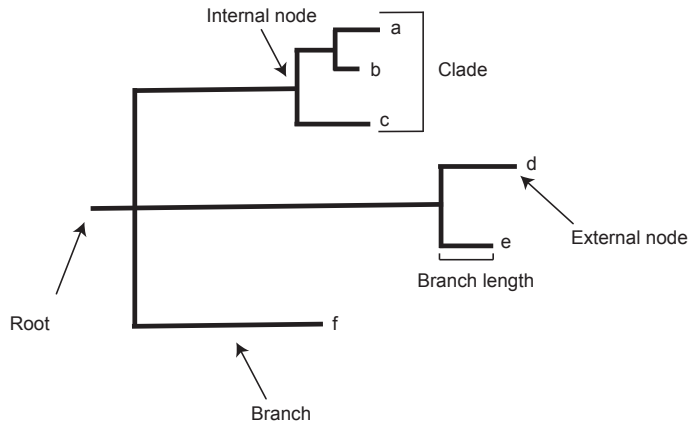 Internal node
a
b
Clade
c
d
External node
e
Branch length
Root
f
Branch